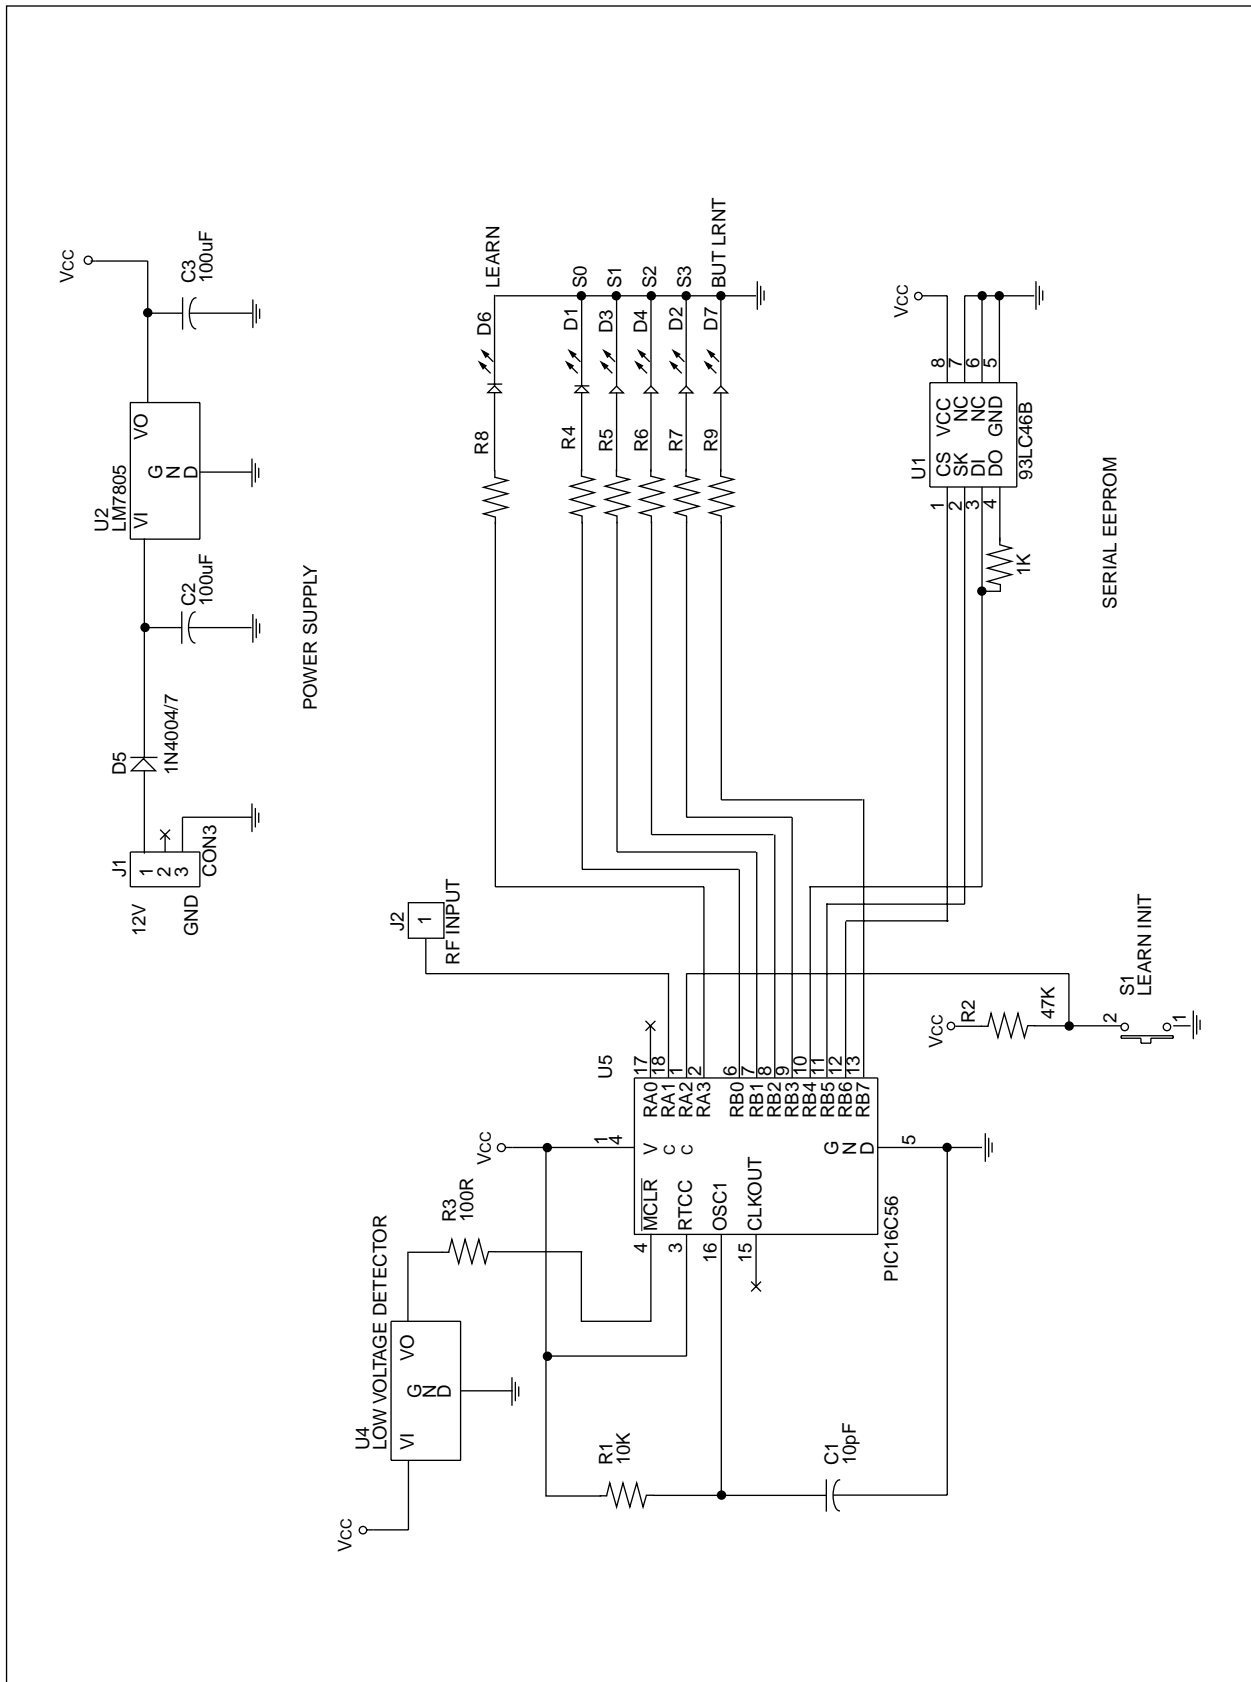 J1
12V
1
2
3
GND
CON3
D5
1N4004/7
C2
100uF
U2
LM7805
VI
VO
G
N
D
VCC
C3
100uF
POWER SUPPLY
VCC
U4
LOW VOLTAGE DETECTOR
VI
VO
G
N
D
R3
100R
VCC
R1
10K
C1
10pF
J2
1
RF INPUT
U5
1
4
V
C
C
MCLR
4
RTCC
3
OSC1
16
CLKOUT
15
G
N
D
5
PIC16C56
RA0 17
RA1 18
RA2 1
RA3 2
RB0 6
RB1 7
RB2 8
RB3 9
RB4 10
RB5 11
RB6 12
RB7 13
R8
D6
LEARN
R4
D1
S0
R5
D3
S1
R6
D4
S2
R7
D2
S3
R9
D7
BUT LRNT
VCC
R2
47K
2
1
S1
LEARN INIT
VCC
U1
1 CS VCC 8
2 SK NC 7
3 DI NC 6
4 DO GND 5
93LC46B
1K
SERIAL EEPROM